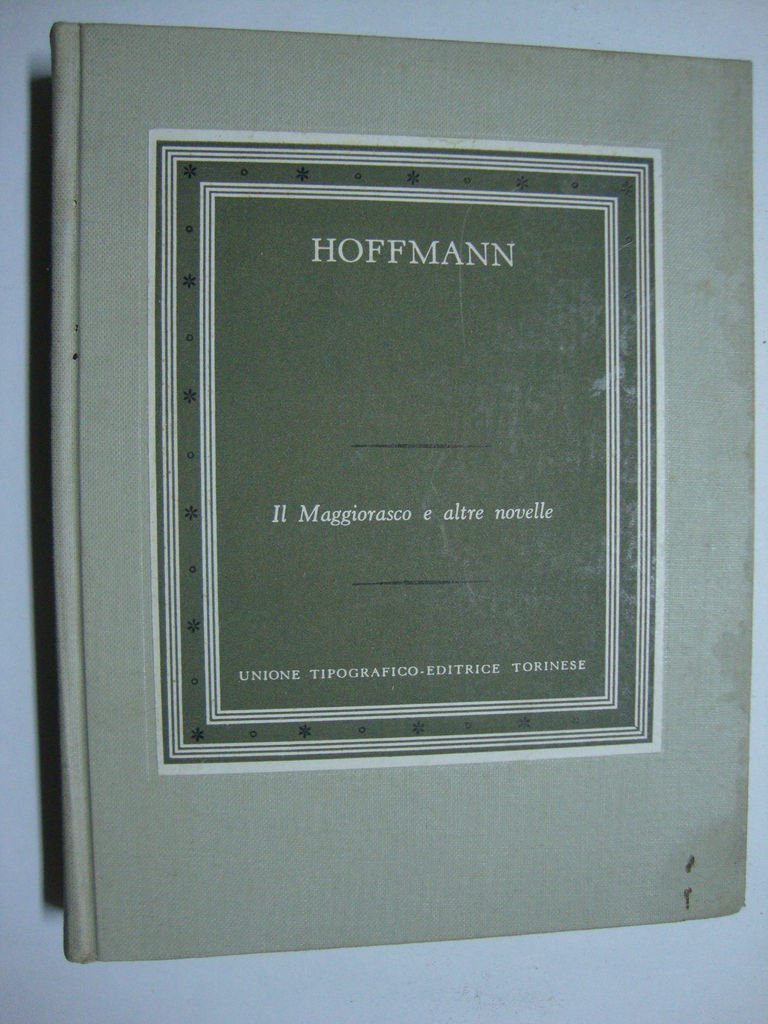 HOFFMANN
Il Maggiorasco e altre novelle
UNIONE TIPOGRAFICO-EDITRICE TORINESE